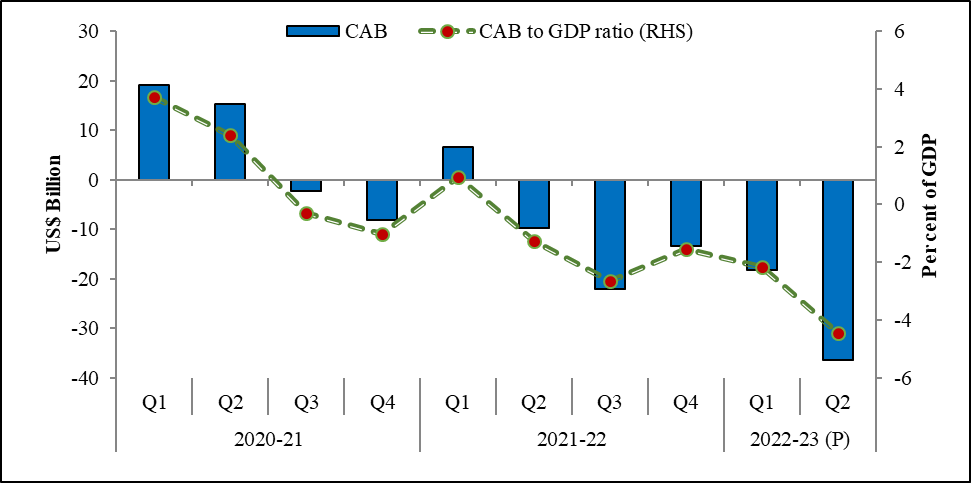 CAB CAB to GDP ratio (RHS)
30 6
20 4
10 2
0 0
-10 -2
-20 -4
-30 -6
-40
US$ Billion
Per cent of GDP
Q1 Q2 Q3 Q4 Q1 Q2 Q3 Q4 Q1 Q2
2020-21 2021-22 2022-23 (P)